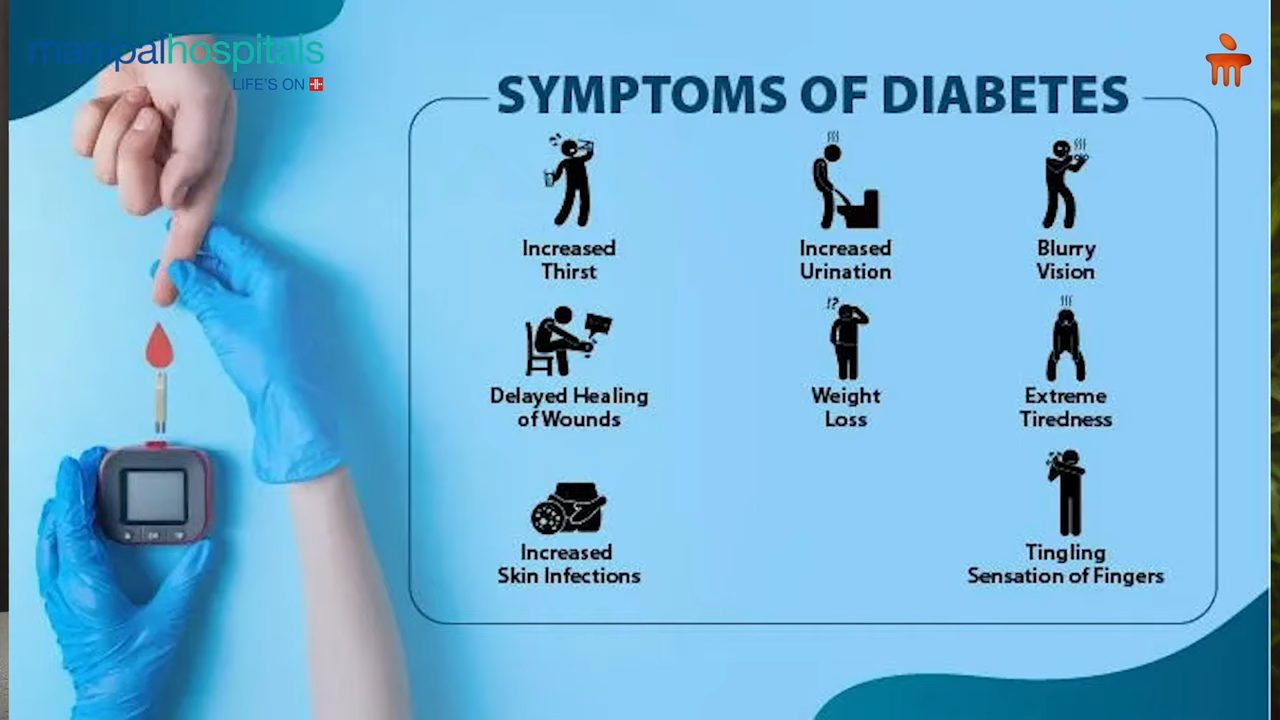 manipalhospitals
LIFE'S ON
SYMPTOMS OF DIABETES
Increased
Thirst
Increased
Urination
Blurry
Vision
!?
Delayed Healing
of Wounds
Weight
Loss
Extreme
Tiredness
Increased
Skin Infections
Tingling
Sensation of Fingers